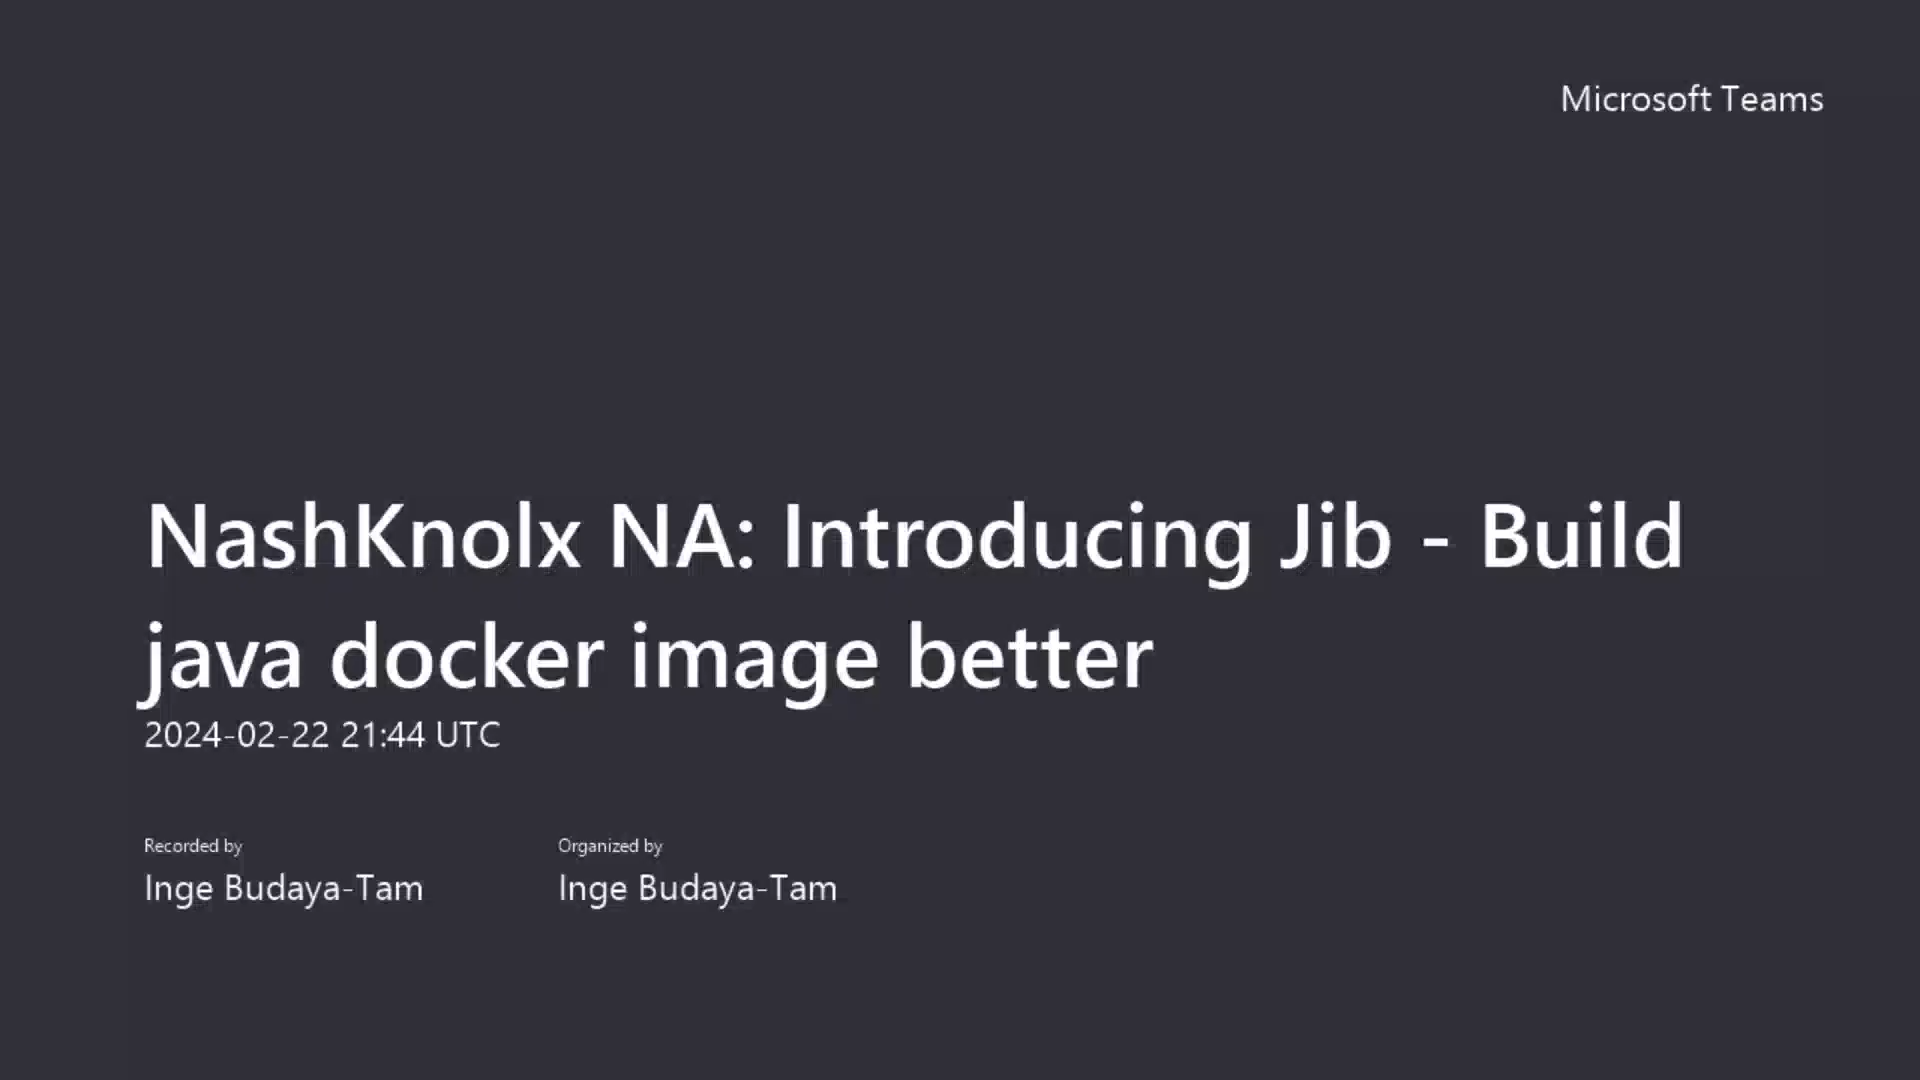 Microsoft Teams
NashKnolx NA: Introducing Jib - Build
java docker image better
2024-02-22 21:44 UTC
Recorded by
Inge Budaya-Tam
Organized by
Inge Budaya-Tam